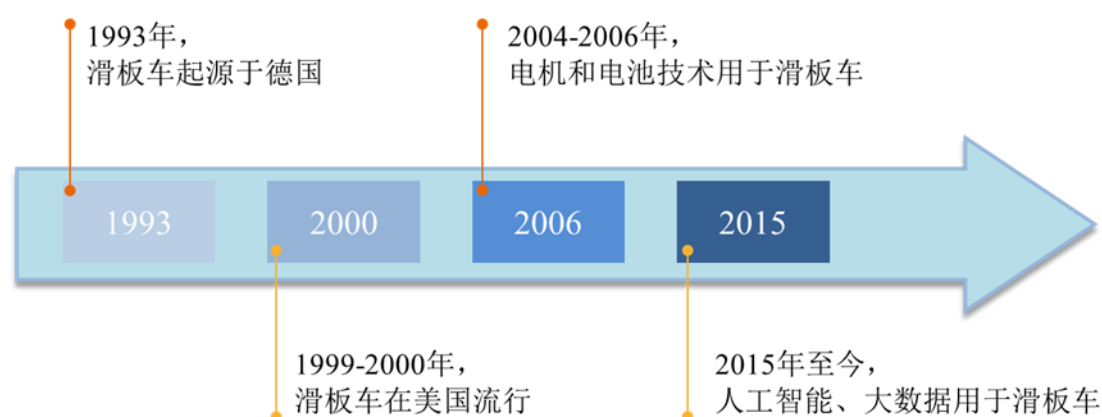 1993年，
滑板车起源于德国
2004-2006年，
电机和电池技术用于滑板车
1993
2000
2006
2015
1999-2000年，
滑板车在美国流行
2015年至今，
人工智能、大数据用于滑板车